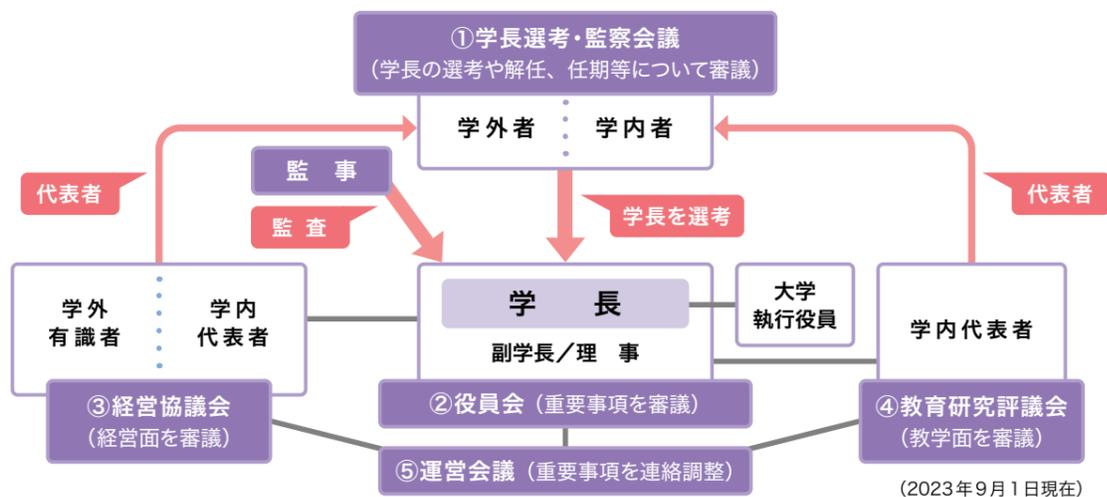 ①学長選考・監察会議
（学長の選考や解任、任期等について審議）
学外者
学内者
監　事
代表者
監 査
学長を選考
代表者
学外
有識者
学内
代表者
学　　長
副学長／理　事
大学
執行役員
学内代表者
③経営協議会
（経営面を審議）
②役員会（重要事項を審議）
④教育研究評議会
（教学面を審議）
⑤運営会議（重要事項を連絡調整）
（2023年9月1日現在）